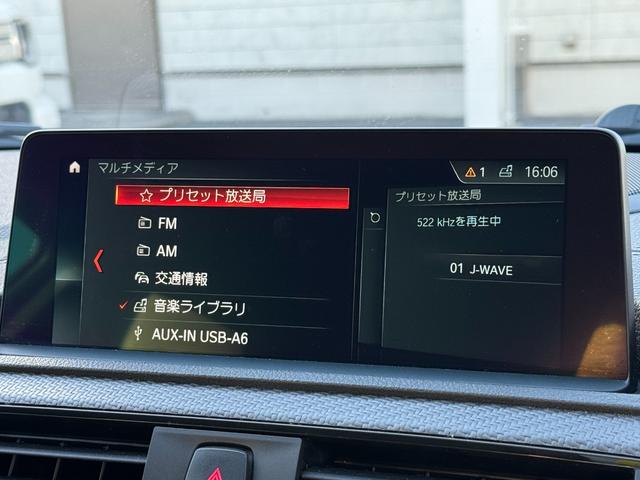 マルチメディア
1 16:06
プリセット放送局
FM
AM
交通情報
音楽ライブラリ
AUX-IN USB-A6
プリセット放送局
522 kHzを再生中
01 J-WAVE